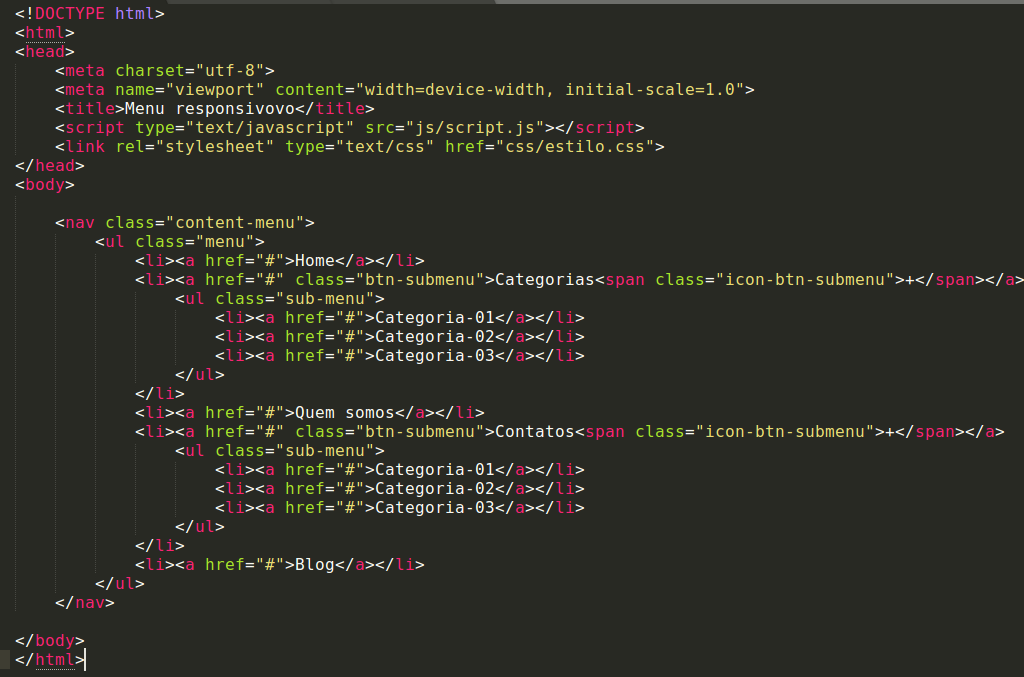 <!DOCTYPE html>
<html>
<head>
    <meta charset="utf-8">
    <meta name="viewport" content="width=device-width, initial-scale=1.0">
    <title>Menu responsivovo</title>
    <script type="text/javascript" src="js/script.js"></script>
    <link rel="stylesheet" type="text/css" href="css/estilo.css">
</head>
<body>

    <nav class="content-menu">
        <ul class="menu">
            <li><a href="#">Home</a></li>
            <li><a href="#" class="btn-submenu">Categorias<span class="icon-btn-submenu">+</span></a>
                <ul class="sub-menu">
                    <li><a href="#">Categoria-01</a></li>
                    <li><a href="#">Categoria-02</a></li>
                    <li><a href="#">Categoria-03</a></li>
                </ul>
            </li>
            <li><a href="#">Quem somos</a></li>
            <li><a href="#" class="btn-submenu">Contatos<span class="icon-btn-submenu">+</span></a>
                <ul class="sub-menu">
                    <li><a href="#">Categoria-01</a></li>
                    <li><a href="#">Categoria-02</a></li>
                    <li><a href="#">Categoria-03</a></li>
                </ul>
            </li>
            <li><a href="#">Blog</a></li>
        </ul>
    </nav>

</body>
</html>